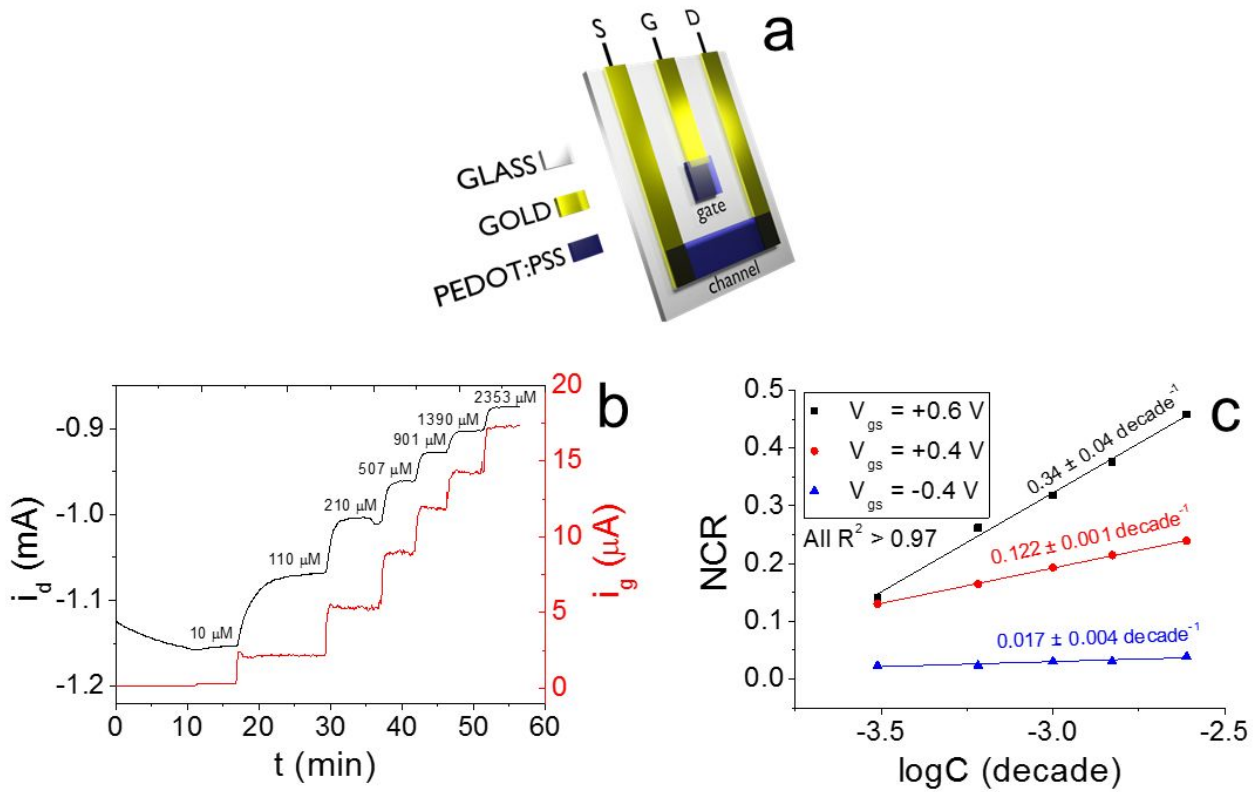 a
S G D
GLASS
GOLD
PEDOT:PSS
gate
channel
b
-0.9
-1.0
-1.1
-1.2
i_d (mA)
10 μM
110 μM
210 μM
507 μM
901 μM
1390 μM
2353 μM
20
15
10
5
0
i_g (μA)
0 10 20 30 40 50 60
t (min)
c
0.5
0.4
0.3
0.2
0.1
0.0
NCR
V_gs = +0.6 V
V_gs = +0.4 V
V_gs = -0.4 V
All R² > 0.97
0.34 ± 0.04 decade⁻¹
0.122 ± 0.001 decade⁻¹
0.017 ± 0.004 decade⁻¹
-3.5 -3.0 -2.5
logC (decade)